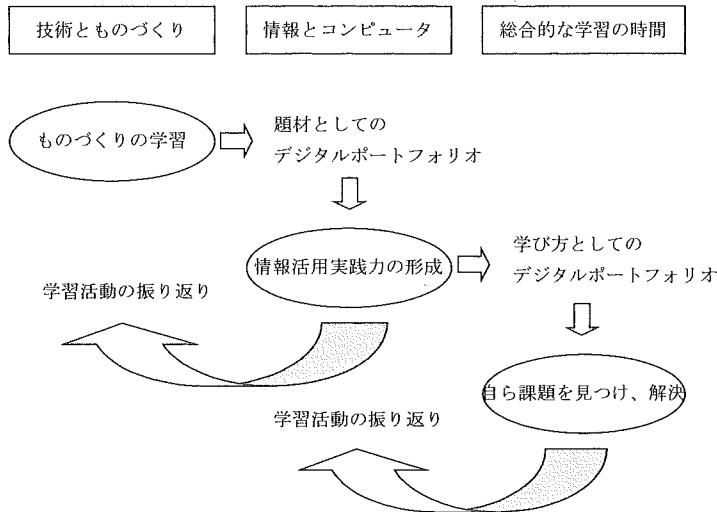 技術とものづくり
情報とコンピュータ
総合的な学習の時間
ものづくりの学習
題材としての
デジタルポートフォリオ
情報活用実践力の形成
学び方としての
デジタルポートフォリオ
学習活動の振り返り
自ら課題を見つけ、解決
学習活動の振り返り